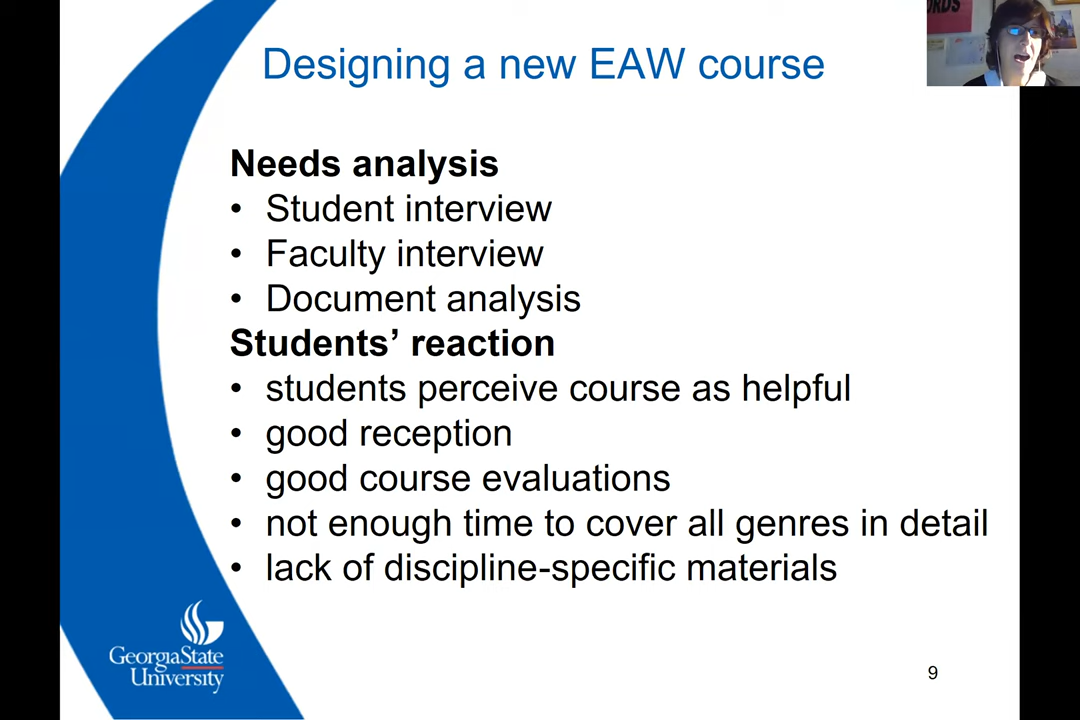 Designing a new EAW course
Needs analysis
• Student interview
• Faculty interview
• Document analysis
Students’ reaction
• students perceive course as helpful
• good reception
• good course evaluations
• not enough time to cover all genres in detail
• lack of discipline-specific materials
GeorgiaState
University
9